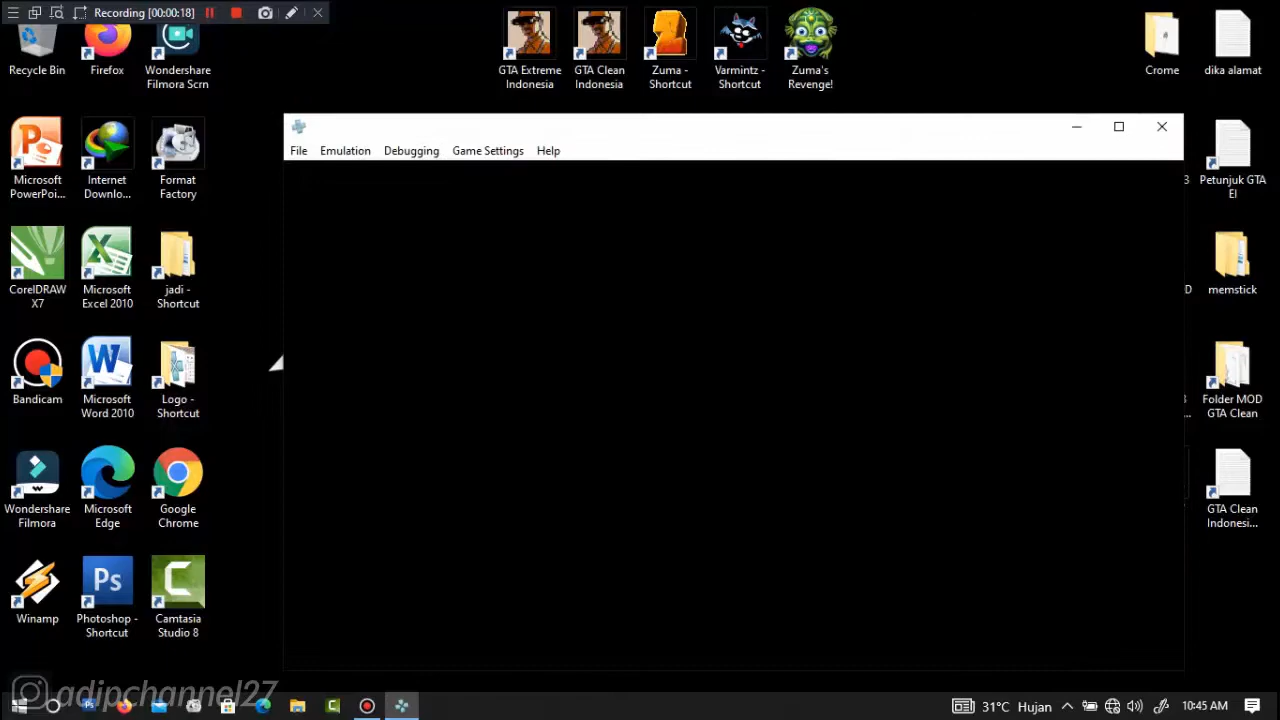 Recording [00:00:18]
Recycle Bin
Firefox
Wondershare
Filmora Scrn
GTA Extreme
Indonesia
GTA Clean
Indonesia
Zuma -
Shortcut
Varmintz -
Shortcut
Zuma's
Revenge!
Crome
dika alamat
File Emulation Debugging Game Settings Help
Microsoft
PowerPoi...
Internet
Downlo...
Format
Factory
3
Petunjuk GTA
EI
CorelDRAW
X7
Microsoft
Excel 2010
jadi -
Shortcut
D
memstick
Bandicam
Microsoft
Word 2010
Logo -
Shortcut
3
...
Folder MOD
GTA Clean
Wondershare
Filmora
Microsoft
Edge
Google
Chrome
GTA Clean
Indonesi...
Winamp
Photoshop -
Shortcut
Camtasia
Studio 8
adipchannel27
31°C Hujan
10:45 AM